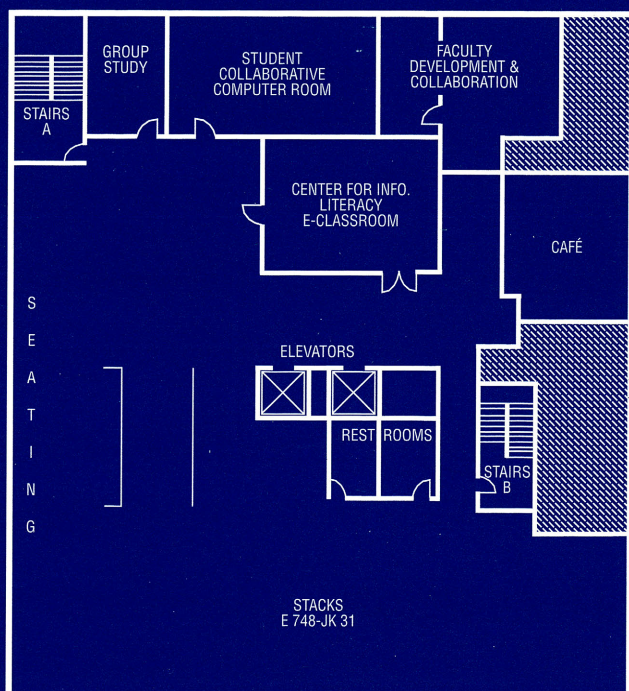 GROUP
STUDY
STUDENT
COLLABORATIVE
COMPUTER ROOM
FACULTY
DEVELOPMENT &
COLLABORATION
STAIRS
A
CENTER FOR INFO.
LITERACY
E-CLASSROOM
CAFÉ
SEATING
ELEVATORS
REST ROOMS
STAIRS
B
STACKS
E 748-JK 31